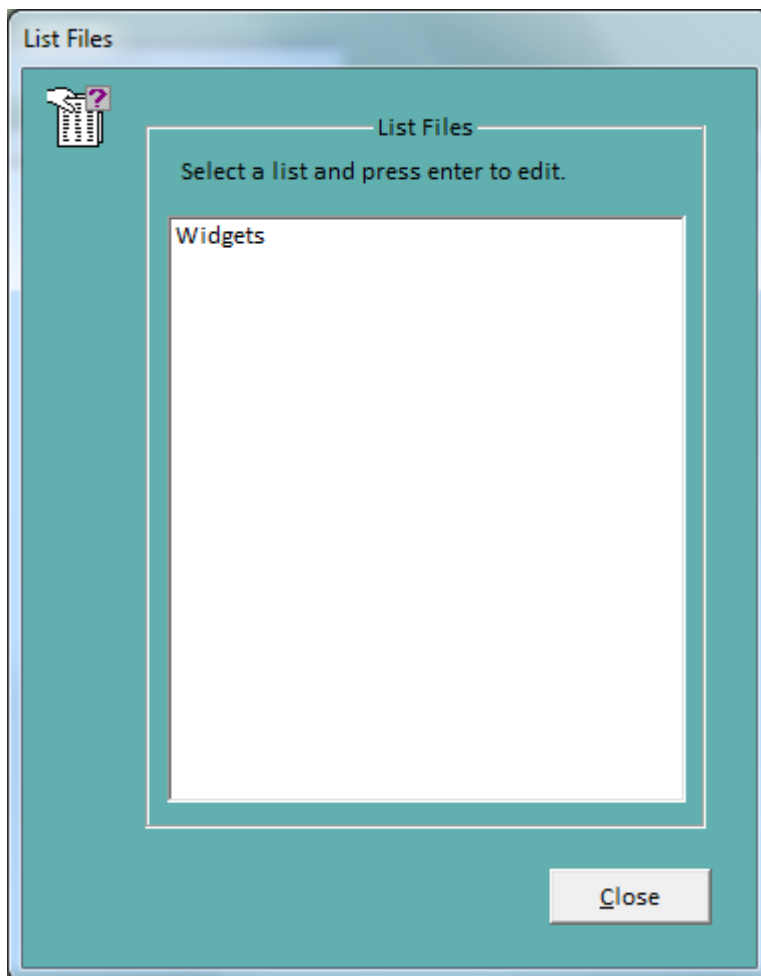 List Files
?
List Files
Select a list and press enter to edit.
Widgets
Close